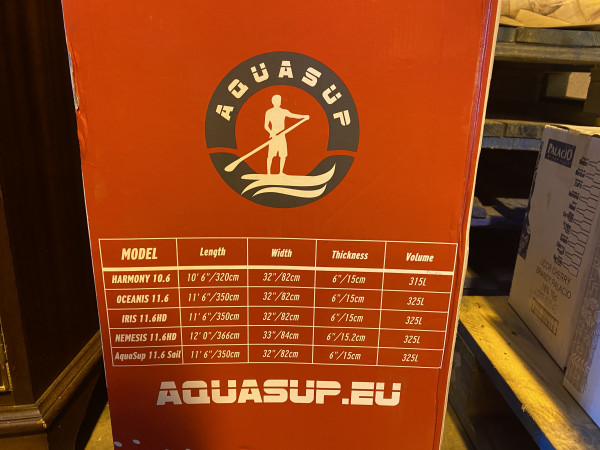 AQUASUP
MODEL Length Width Thickness Volume
HARMONY 10.6 10' 6"/320cm 32"/82cm 6"/15cm 315L
OCEANIS 11.6 11' 6"/350cm 32"/82cm 6"/15cm 325L
IRIS 11.6HD 11' 6"/350cm 32"/82cm 6"/15cm 325L
NEMESIS 11.6HD 12' 0"/366cm 33"/84cm 6"/15.2cm 325L
AquaSup 11.6 Sail 11' 6"/350cm 32"/82cm 6"/15cm 325L
AQUASUP.EU
PALACIO
CHERRY
BRANDY PALACIO